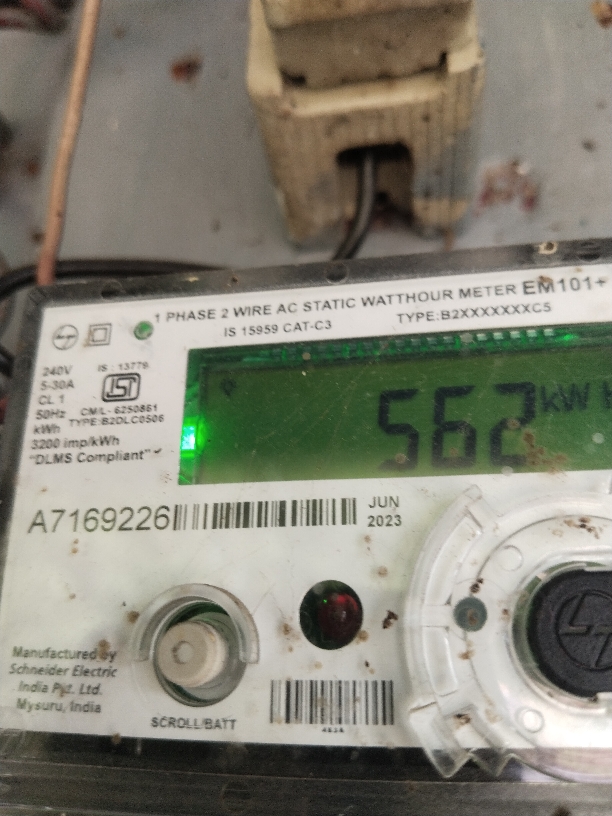 1 PHASE 2 WIRE AC STATIC WATTHOUR METER EM101+
IS 15959 CAT-C3 TYPE:B2XXXXXXXC5
240V IS : 13779
5-30A
CL 1
50Hz CM/L- 6250861
kWh TYPE:B2DLC0506
3200 imp/kWh
"DLMS Compliant"
562 kW
A7169226
JUN
2023
Manufactured by
Schneider Electric
India Pvt. Ltd.
Mysuru, India
SCROLL/BATT